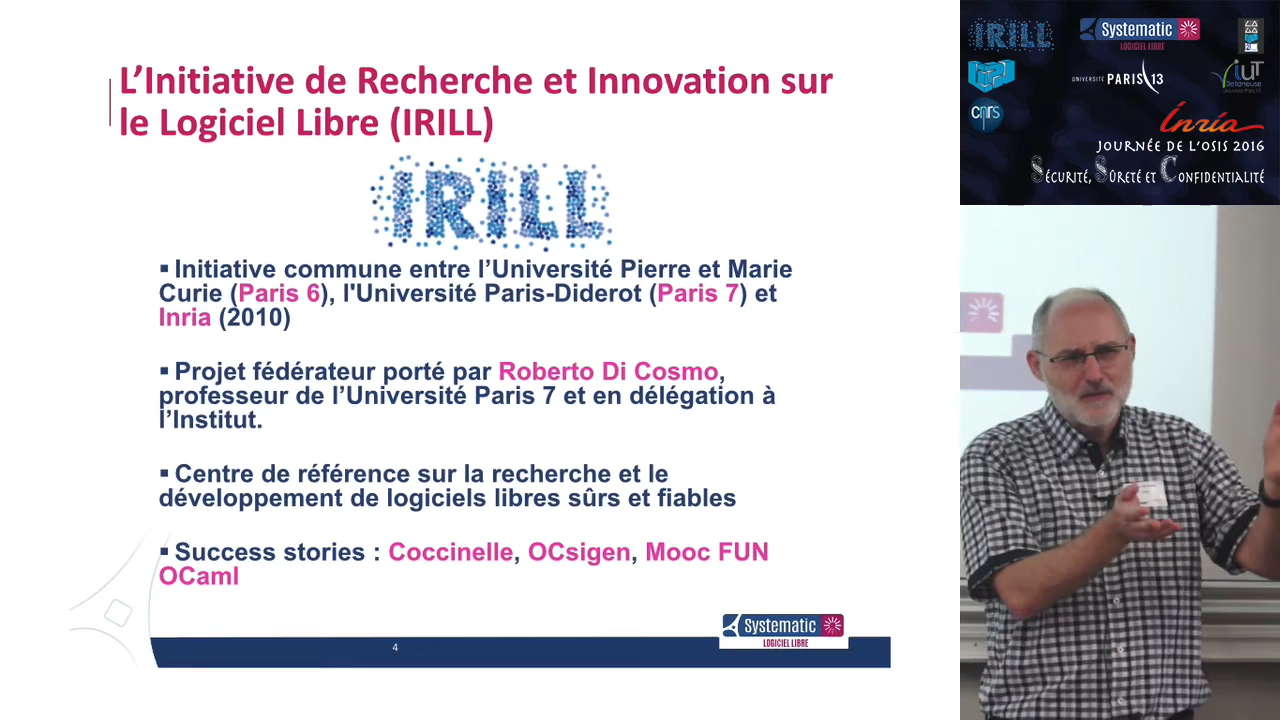 L'Initiative de Recherche et Innovation sur
le Logiciel Libre (IRILL)
IRILL
▪ Initiative commune entre l'Université Pierre et Marie
Curie (Paris 6), l'Université Paris-Diderot (Paris 7) et
Inria (2010)
▪ Projet fédérateur porté par Roberto Di Cosmo,
professeur de l'Université Paris 7 et en délégation à
l'Institut.
▪ Centre de référence sur la recherche et le
développement de logiciels libres sûrs et fiables
▪ Success stories : Coccinelle, OCsigen, Mooc FUN
OCaml
4
Systematic
LOGICIEL LIBRE
IRILL
Systematic
LOGICIEL LIBRE
UNIVERSITÉ PARIS 13
IUT
CNRS
Inria
JOURNÉE DE L'OSIS 2016
SÉCURITÉ, SÛRETÉ ET CONFIDENTIALITÉ